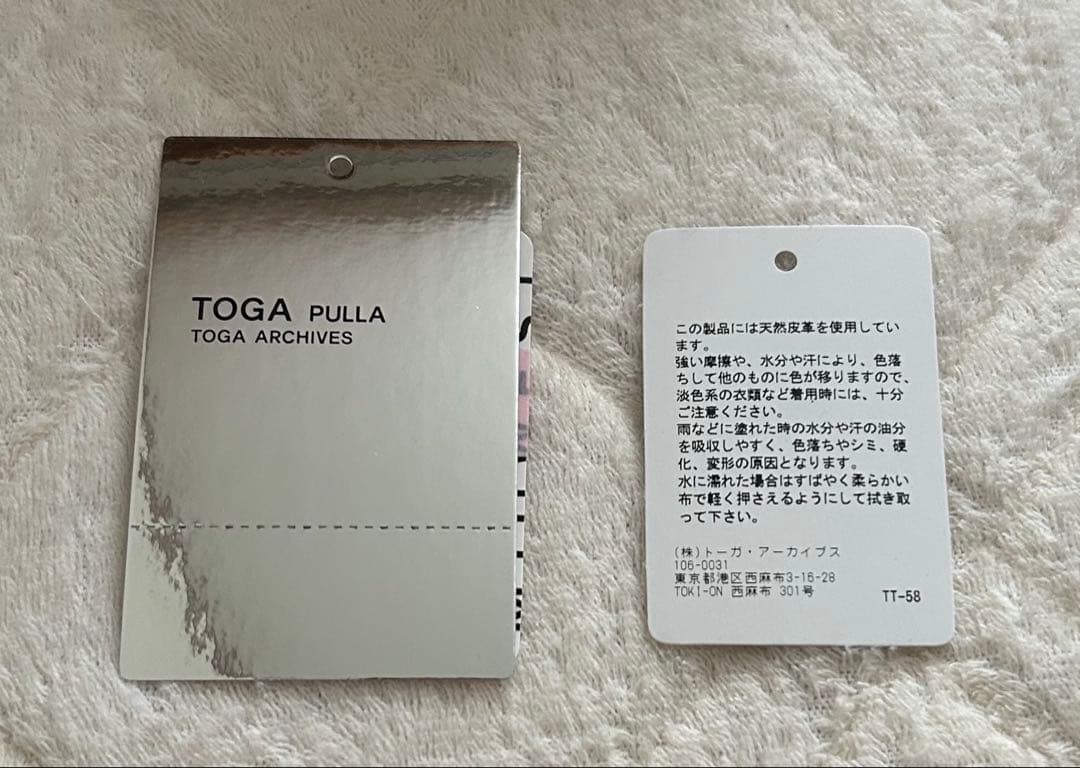 TOGA PULLA
TOGA ARCHIVES
この製品には天然皮革を使用してい
ます。
強い摩擦や、水分や汗により、色落
ちして他のものに色が移りますので、
淡色系の衣類など着用時には、十分
ご注意ください。
雨などに塗れた時の水分や汗の油分
を吸収しやすく、色落ちやシミ、硬
化、変形の原因となります。
水に濡れた場合はすばやく柔らかい
布で軽く押さえるようにして拭き取
って下さい。
(株)トーガ・アーカイブス
106-0031
東京都港区西麻布3-16-28
TOKI-ON 西麻布 301号
TT-58